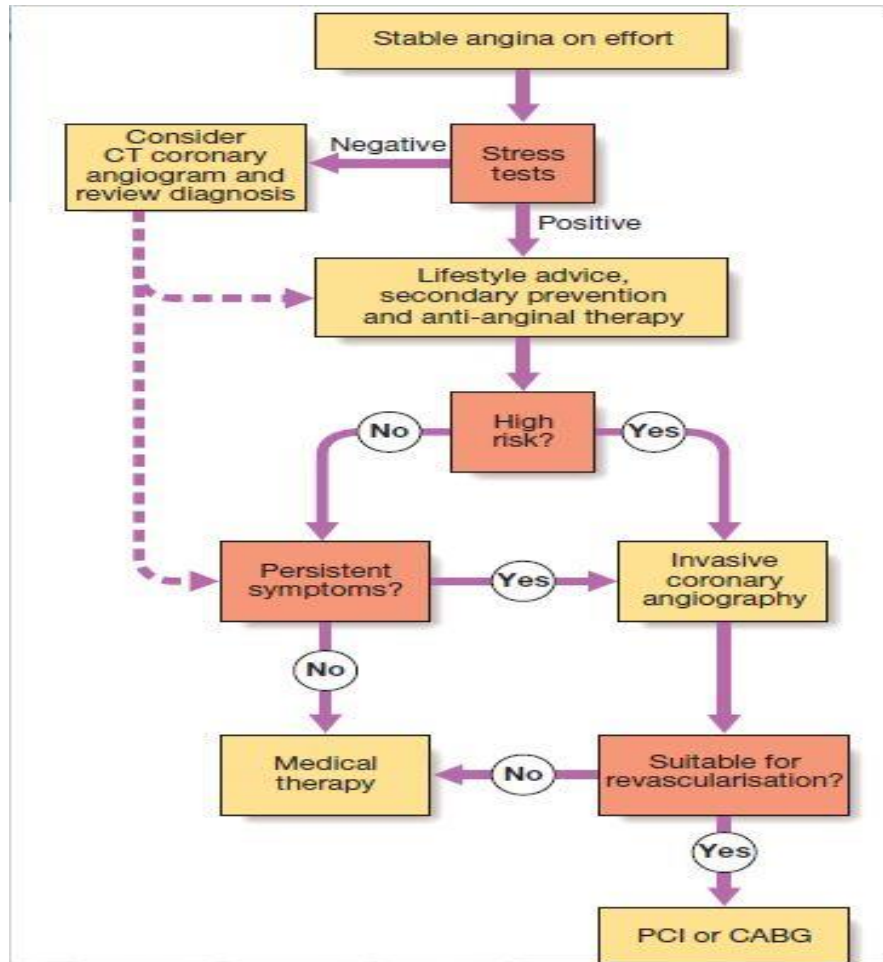 Stable angina on effort
Consider
CT coronary
angiogram and
review diagnosis
Negative
Stress
tests
Positive
Lifestyle advice,
secondary prevention
and anti-anginal therapy
No
High
risk?
Yes
Persistent
symptoms?
Yes
Invasive
coronary
angiography
No
Medical
therapy
No
Suitable for
revascularisation?
Yes
PCI or CABG